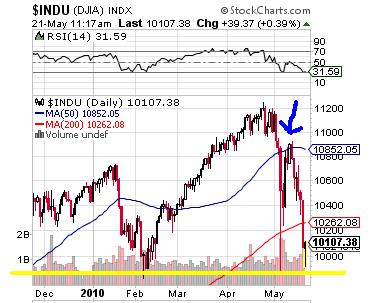 $INDU (DJIA) INDX © StockCharts.com
21-May 11:17am Last 10107.38 Chg +39.37 (+0.39%)
RSI(14) 31.59
90
70
50
31.59
10
$INDU (Daily) 10107.38
MA(50) 10852.05
MA(200) 10262.08
Volume undef
11200
11000
10852.05
10800
10600
10400
10262.08
10107.38
10000
2B
1B
Dec 2010 Feb Mar Apr May